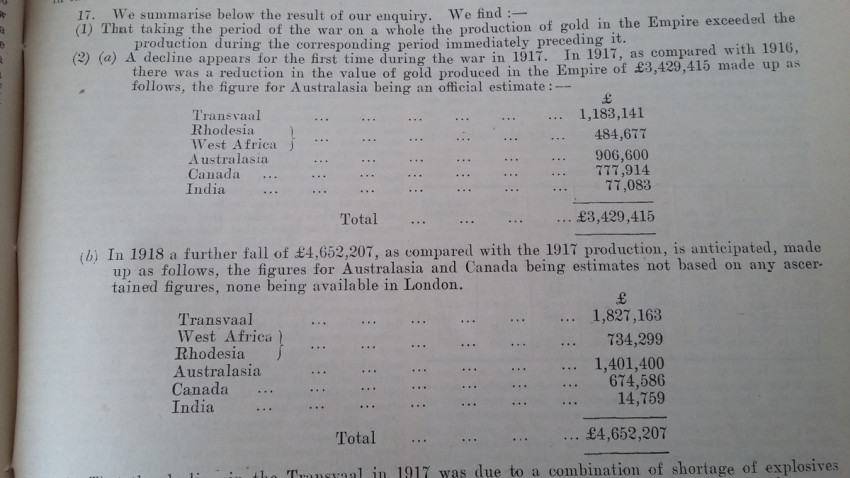 17. We summarise below the result of our enquiry. We find :—
(1) That taking the period of the war on a whole the production of gold in the Empire exceeded the
production during the corresponding period immediately preceding it.
(2) (a) A decline appears for the first time during the war in 1917. In 1917, as compared with 1916,
there was a reduction in the value of gold produced in the Empire of £3,429,415 made up as
follows, the figure for Australasia being an official estimate :—
£
Transvaal ... ... ... ... ... ... 1,183,141
Rhodesia
West Africa } ... ... ... ... ... ... 484,677
Australasia ... ... ... ... ... ... 906,600
Canada ... ... ... ... ... ... ... 777,914
India ... ... ... ... ... ... ... 77,083
Total ... ... ... ... £3,429,415
(b) In 1918 a further fall of £4,652,207, as compared with the 1917 production, is anticipated, made
up as follows, the figures for Australasia and Canada being estimates not based on any ascer-
tained figures, none being available in London.
£
Transvaal ... ... ... ... ... ... 1,827,163
West Africa }
Rhodesia ... ... ... ... ... ... 734,299
Australasia ... ... ... ... ... ... 1,401,400
Canada ... ... ... ... ... ... ... 674,586
India ... ... ... ... ... ... ... 14,759
Total ... ... ... ... £4,652,207
in the Transvaal in 1917 was due to a combination of shortage of explosives